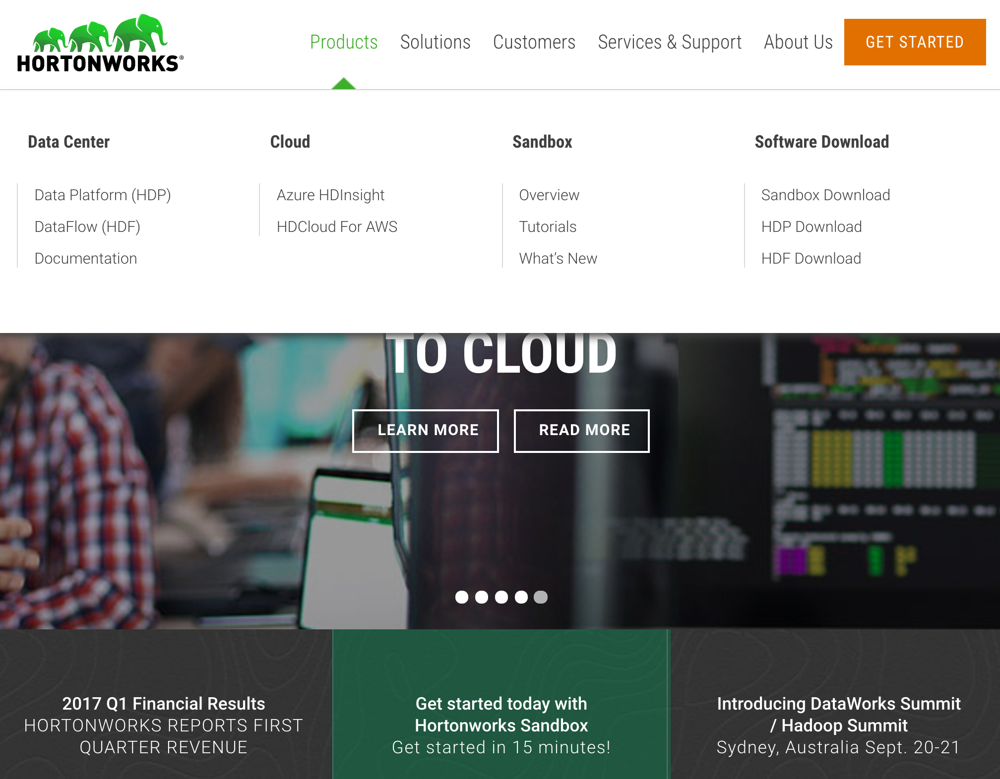 HORTONWORKS®
Products Solutions Customers Services & Support About Us GET STARTED
Data Center
Data Platform (HDP)
DataFlow (HDF)
Documentation
Cloud
Azure HDInsight
HDCloud For AWS
Sandbox
Overview
Tutorials
What’s New
Software Download
Sandbox Download
HDP Download
HDF Download
TO CLOUD
LEARN MORE
READ MORE
2017 Q1 Financial Results
HORTONWORKS REPORTS FIRST
QUARTER REVENUE
Get started today with
Hortonworks Sandbox
Get started in 15 minutes!
Introducing DataWorks Summit
/ Hadoop Summit
Sydney, Australia Sept. 20-21